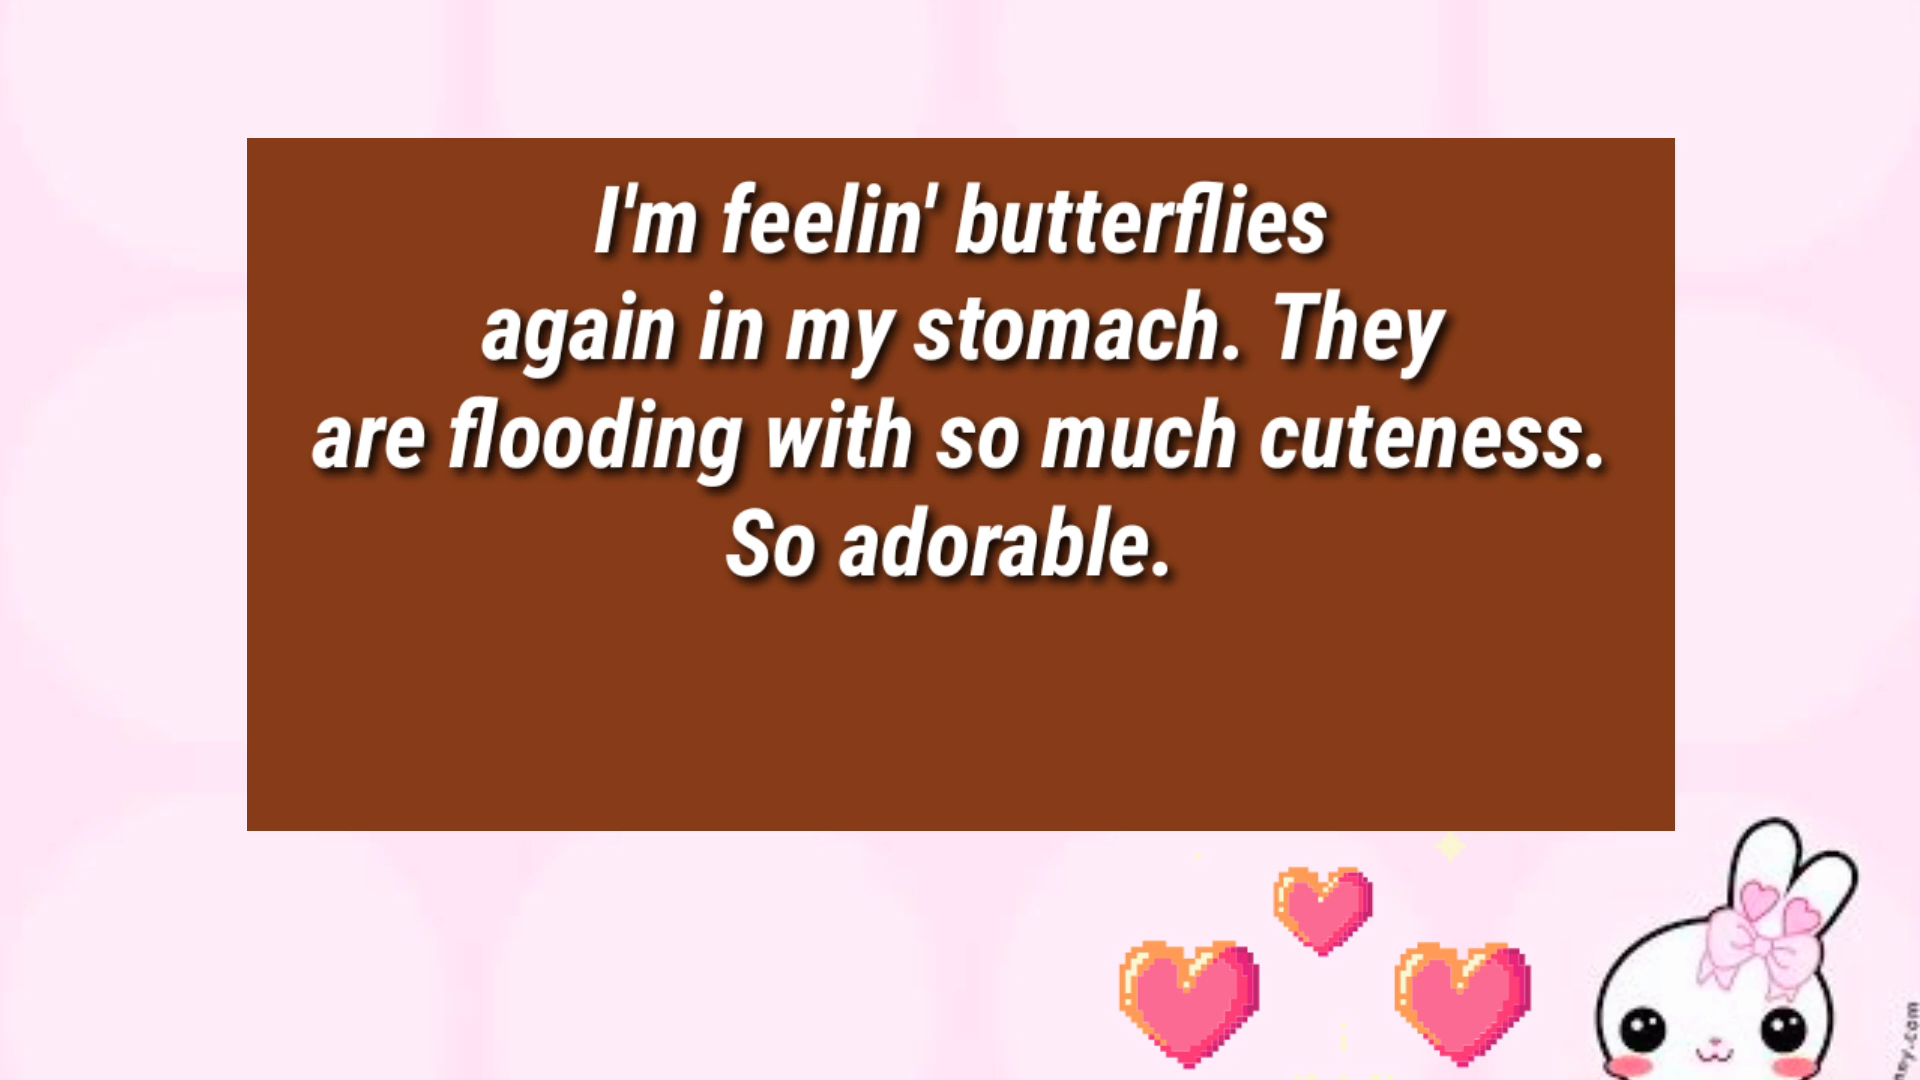 I'm feelin' butterflies
again in my stomach. They
are flooding with so much cuteness.
So adorable.